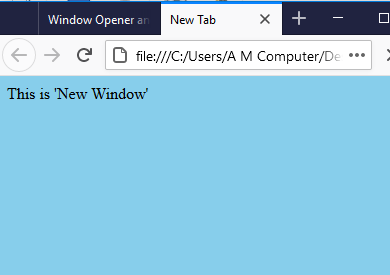 Window Opener an
New Tab
file:///C:/Users/A M Computer/De
This is 'New Window'